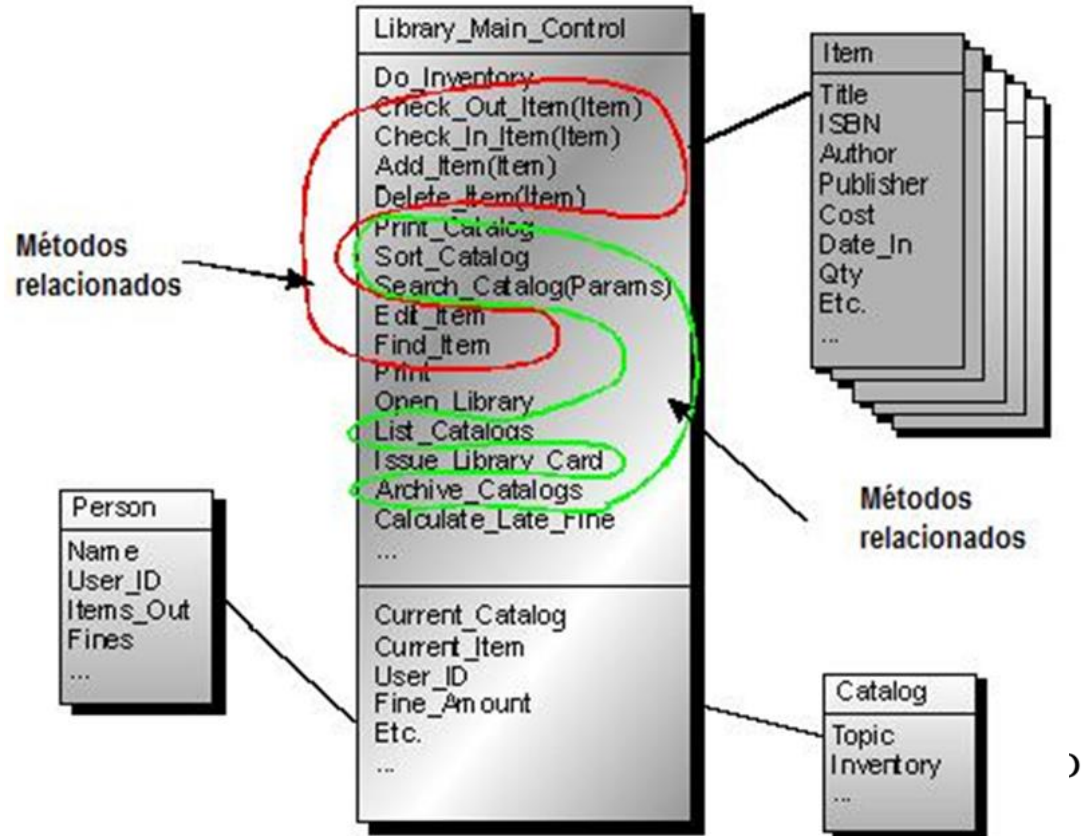 Library_Main_Control
Do_Inventory
Check_Out_Item(Item)
Check_In_Item(Item)
Add_Item(Item)
Delete_Item(Item)
Print_Catalog
Sort_Catalog
Search_Catalog(Params)
Edit_Item
Find_Item
Print
Open_Library
List_Catalogs
Issue_Library_Card
Archive_Catalogs
Calculate_Late_Fine
...
Current_Catalog
Current_Item
User_ID
Fine_Amount
Etc.
...
Item
Title
ISBN
Author
Publisher
Cost
Date_In
Qty
Etc.
...
Métodos
relacionados
Métodos
relacionados
Person
Name
User_ID
Items_Out
Fines
...
Catalog
Topic
Inventory
...